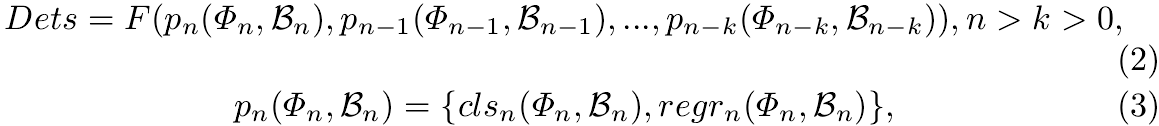 Dets = F(p_n(Φ_n, ℬ_n), p_{n−1}(Φ_{n−1}, ℬ_{n−1}), ..., p_{n−k}(Φ_{n−k}, ℬ_{n−k})), n > k > 0,
(2)
p_n(Φ_n, ℬ_n) = {cls_n(Φ_n, ℬ_n), regr_n(Φ_n, ℬ_n)}, (3)